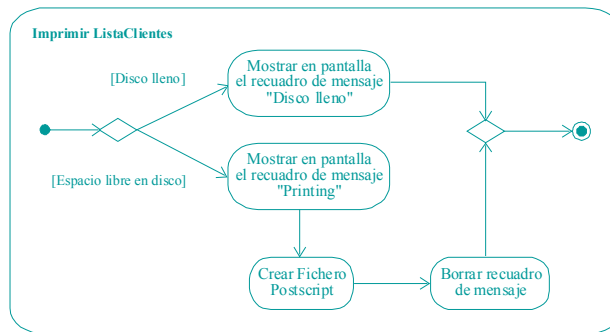 Imprimir ListaClientes
[Disco lleno]
Mostrar en pantalla
el recuadro de mensaje
"Disco lleno"
[Espacio libre en disco]
Mostrar en pantalla
el recuadro de mensaje
"Printing"
Crear Fichero
Postscript
Borrar recuadro
de mensaje